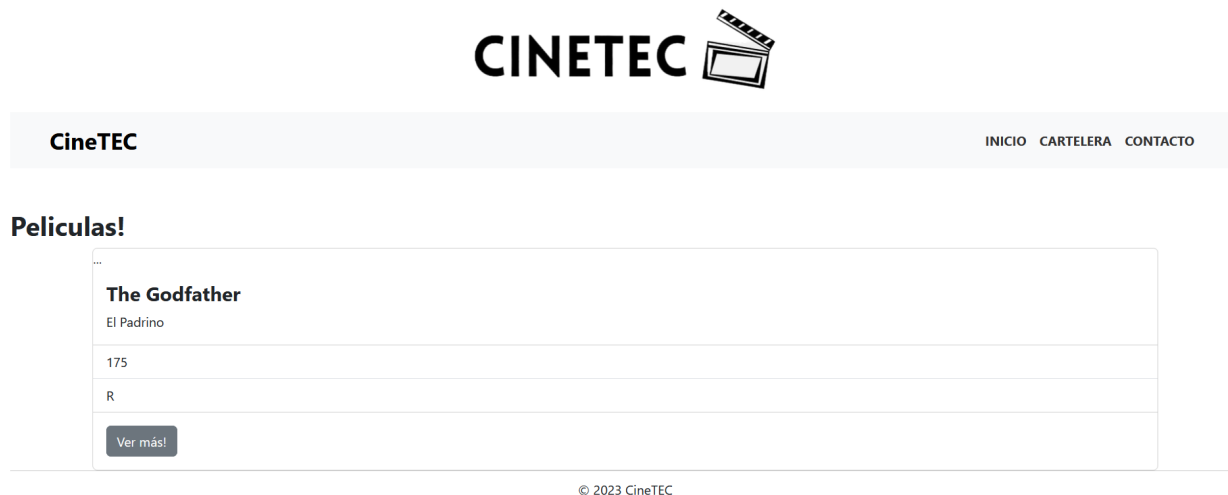 CINETEC
CineTEC INICIO CARTELERA CONTACTO
Peliculas!
...
The Godfather
El Padrino
175
R
Ver más!
© 2023 CineTEC